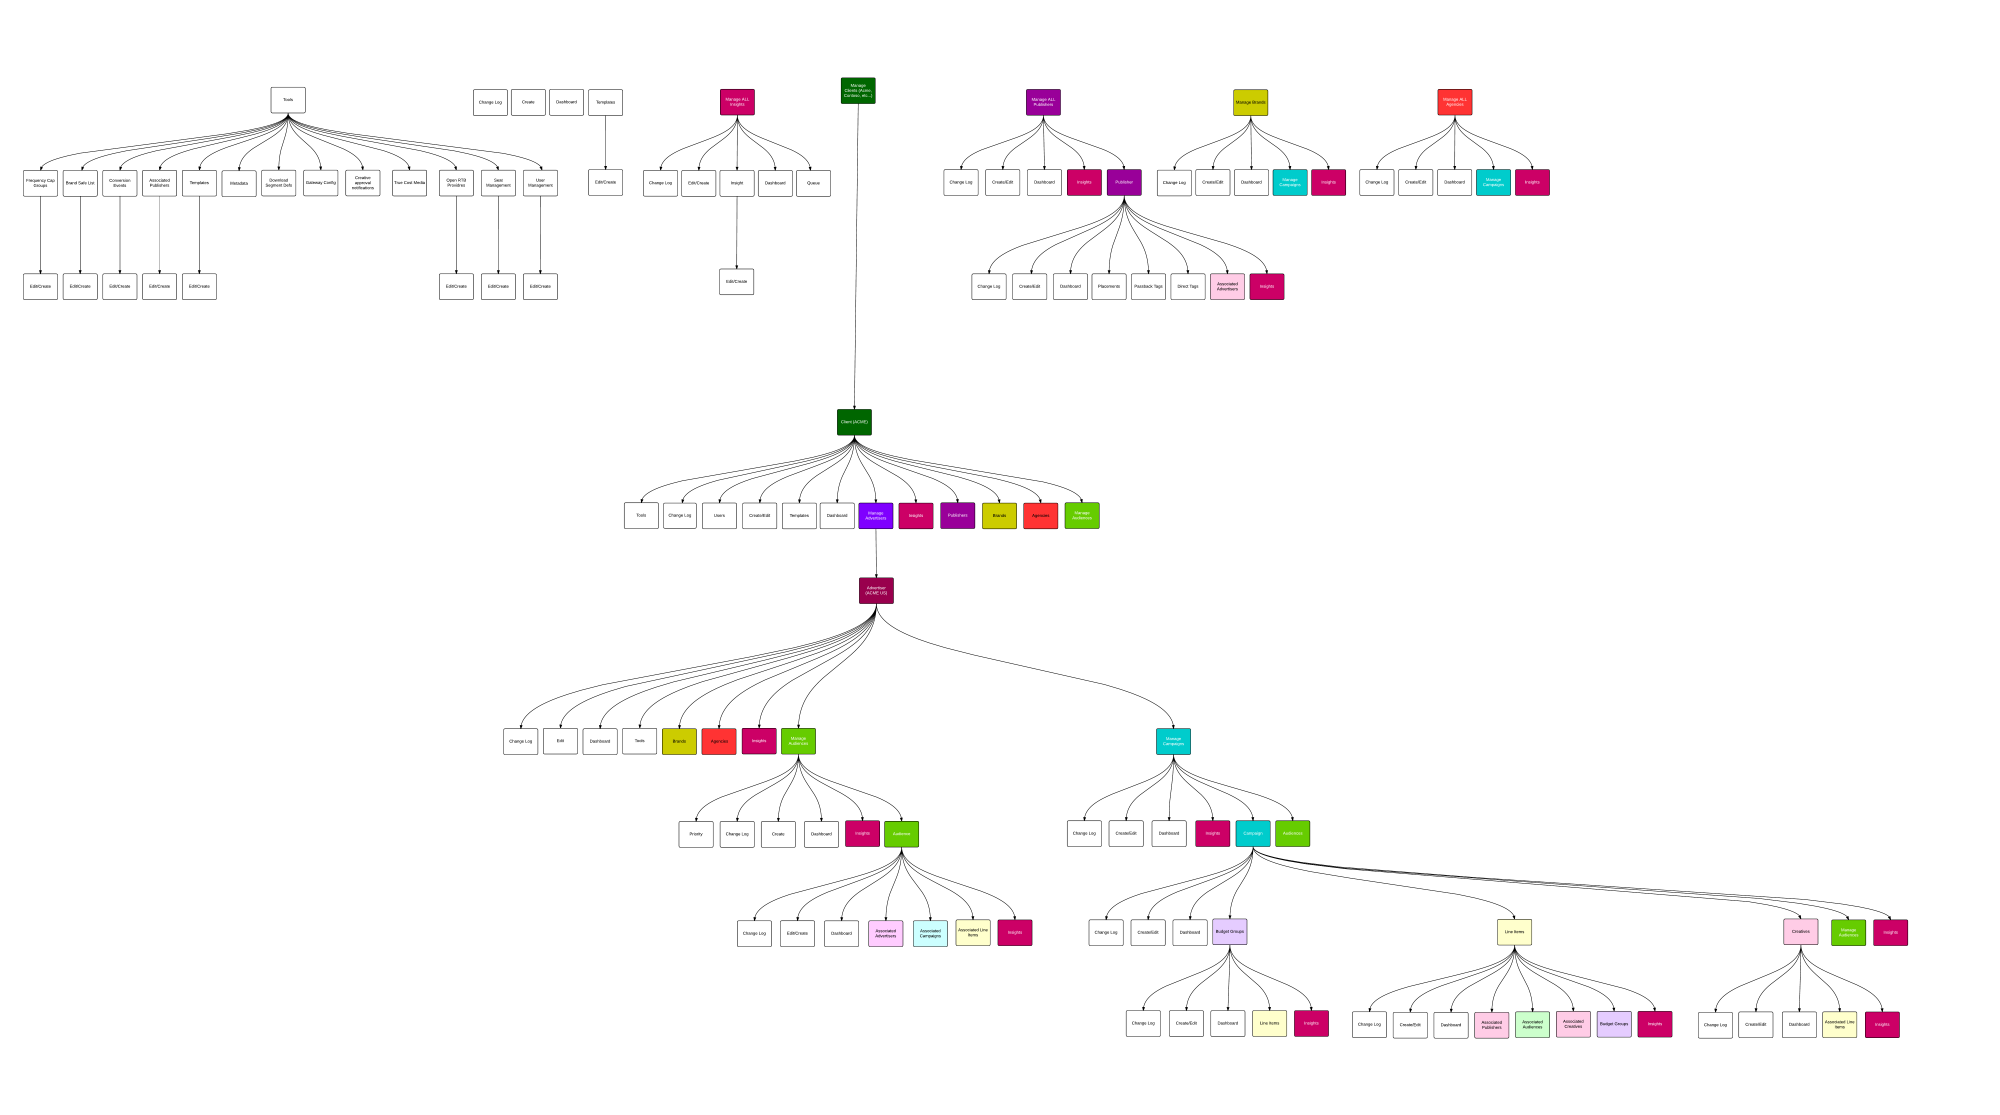 Manage
Clients (Acme,
Contoso, etc...)
Tools
Change Log
Create
Dashboard
Templates
Manage ALL
Insights
Manage ALL
Publishers
Manage Brands
Manage ALL
Agencies
Frequency Cap
Groups
Brand Safe List
Conversion
Events
Associated
Publishers
Templates
Metadata
Download
Segment Defs
Gateway Config
Creative
approval
notifications
True Cost Media
Open RTB
Providres
Seat
Management
User
Management
Edit/Create
Change Log
Edit/Create
Insight
Dashboard
Queue
Change Log
Create/Edit
Dashboard
Insights
Publisher
Change Log
Create/Edit
Dashboard
Manage
Campaigns
Insights
Change Log
Create/Edit
Dashboard
Manage
Campaigns
Insights
Edit/Create
Edit/Create
Edit/Create
Edit/Create
Edit/Create
Edit/Create
Edit/Create
Edit/Create
Edit/Create
Change Log
Create/Edit
Dashboard
Placements
Passback Tags
Direct Tags
Associated
Advertisers
Insights
Client (ACME)
Tools
Change Log
Users
Create/Edit
Templates
Dashboard
Manage
Advertisers
Insights
Publishers
Brands
Agencies
Manage
Audiences
Advertiser
(ACME US)
Change Log
Edit
Dashboard
Tools
Brands
Agencies
Insights
Manage
Audiences
Manage
Campaigns
Priority
Change Log
Create
Dashboard
Insights
Audience
Change Log
Create/Edit
Dashboard
Insights
Campaign
Audiences
Change Log
Edit/Create
Dashboard
Associated
Advertisers
Associated
Campaigns
Associated Line
Items
Insights
Change Log
Create/Edit
Dashboard
Budget Groups
Line Items
Creatives
Manage
Audiences
Insights
Change Log
Create/Edit
Dashboard
Line Items
Insights
Change Log
Create/Edit
Dashboard
Associated
Publishers
Associated
Audiences
Associated
Creatives
Budget Groups
Insights
Change Log
Create/Edit
Dashboard
Associated Line
Items
Insights